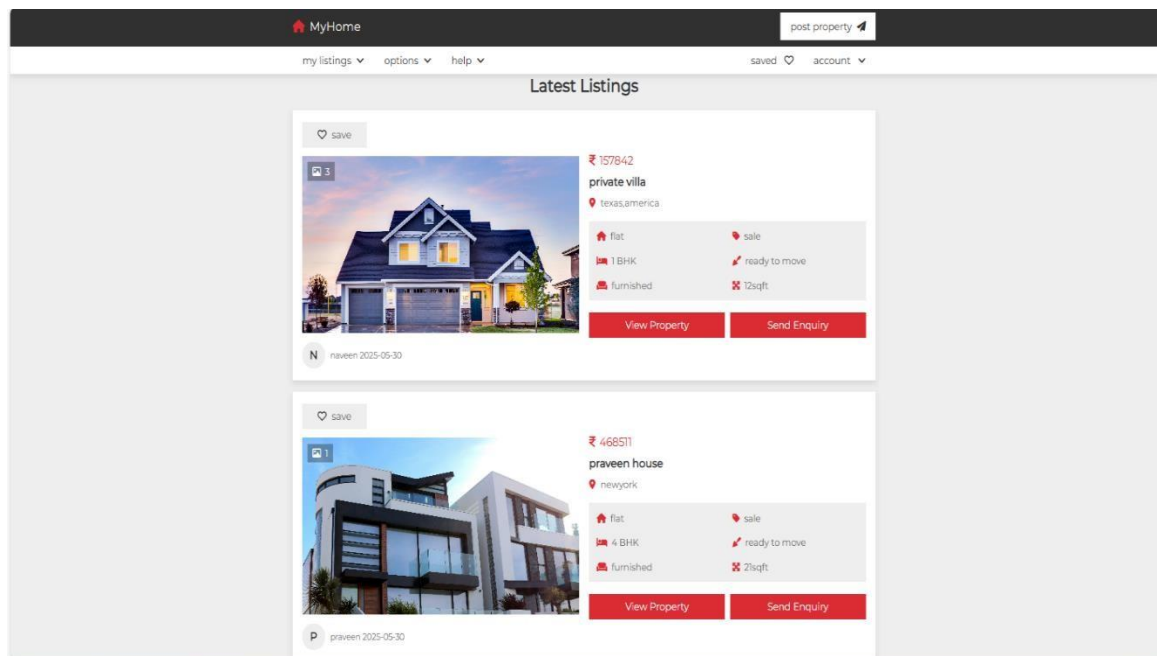 MyHome
post property
my listings options help saved account
Latest Listings
save
3
₹ 157842
private villa
texas,america
flat sale
1 BHK ready to move
furnished 12sqft
View Property Send Enquiry
N naveen 2025-05-30
save
1
₹ 468511
praveen house
newyork
flat sale
4 BHK ready to move
furnished 21sqft
View Property Send Enquiry
P praveen 2025-05-30